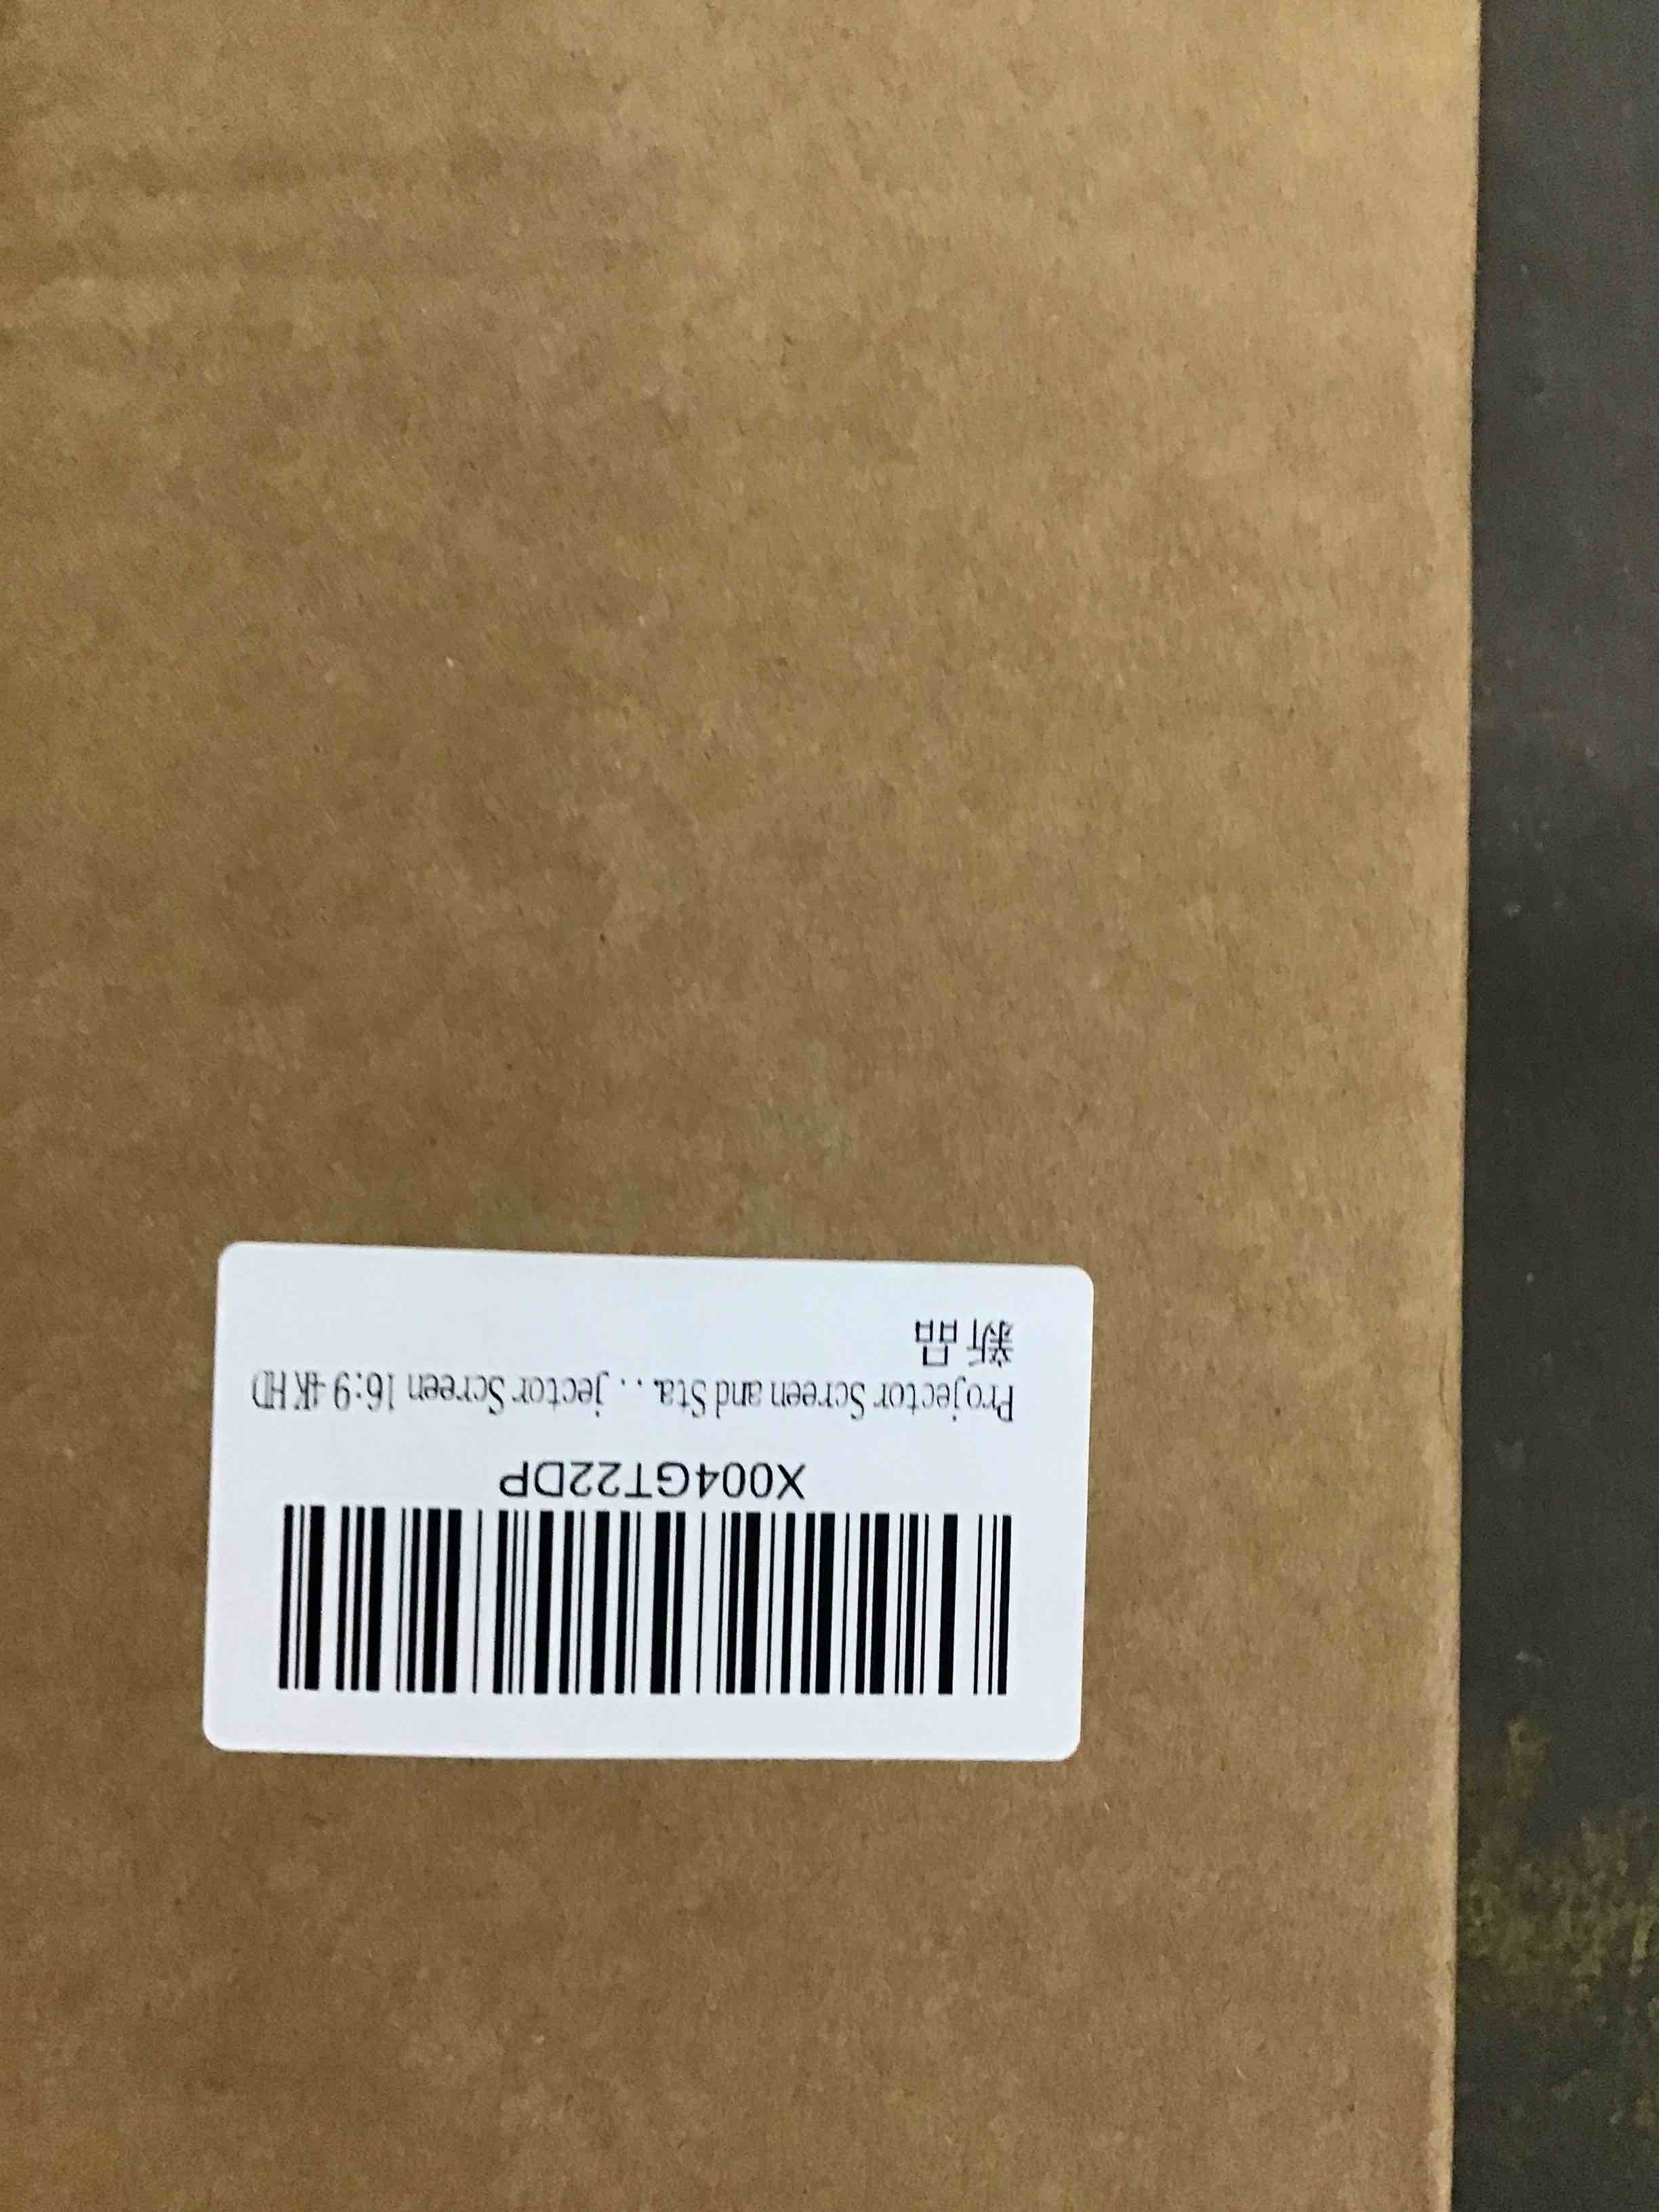 X004GT22DP
Projector Screen and Sta...jector Screen 16:9 4K HD
新品